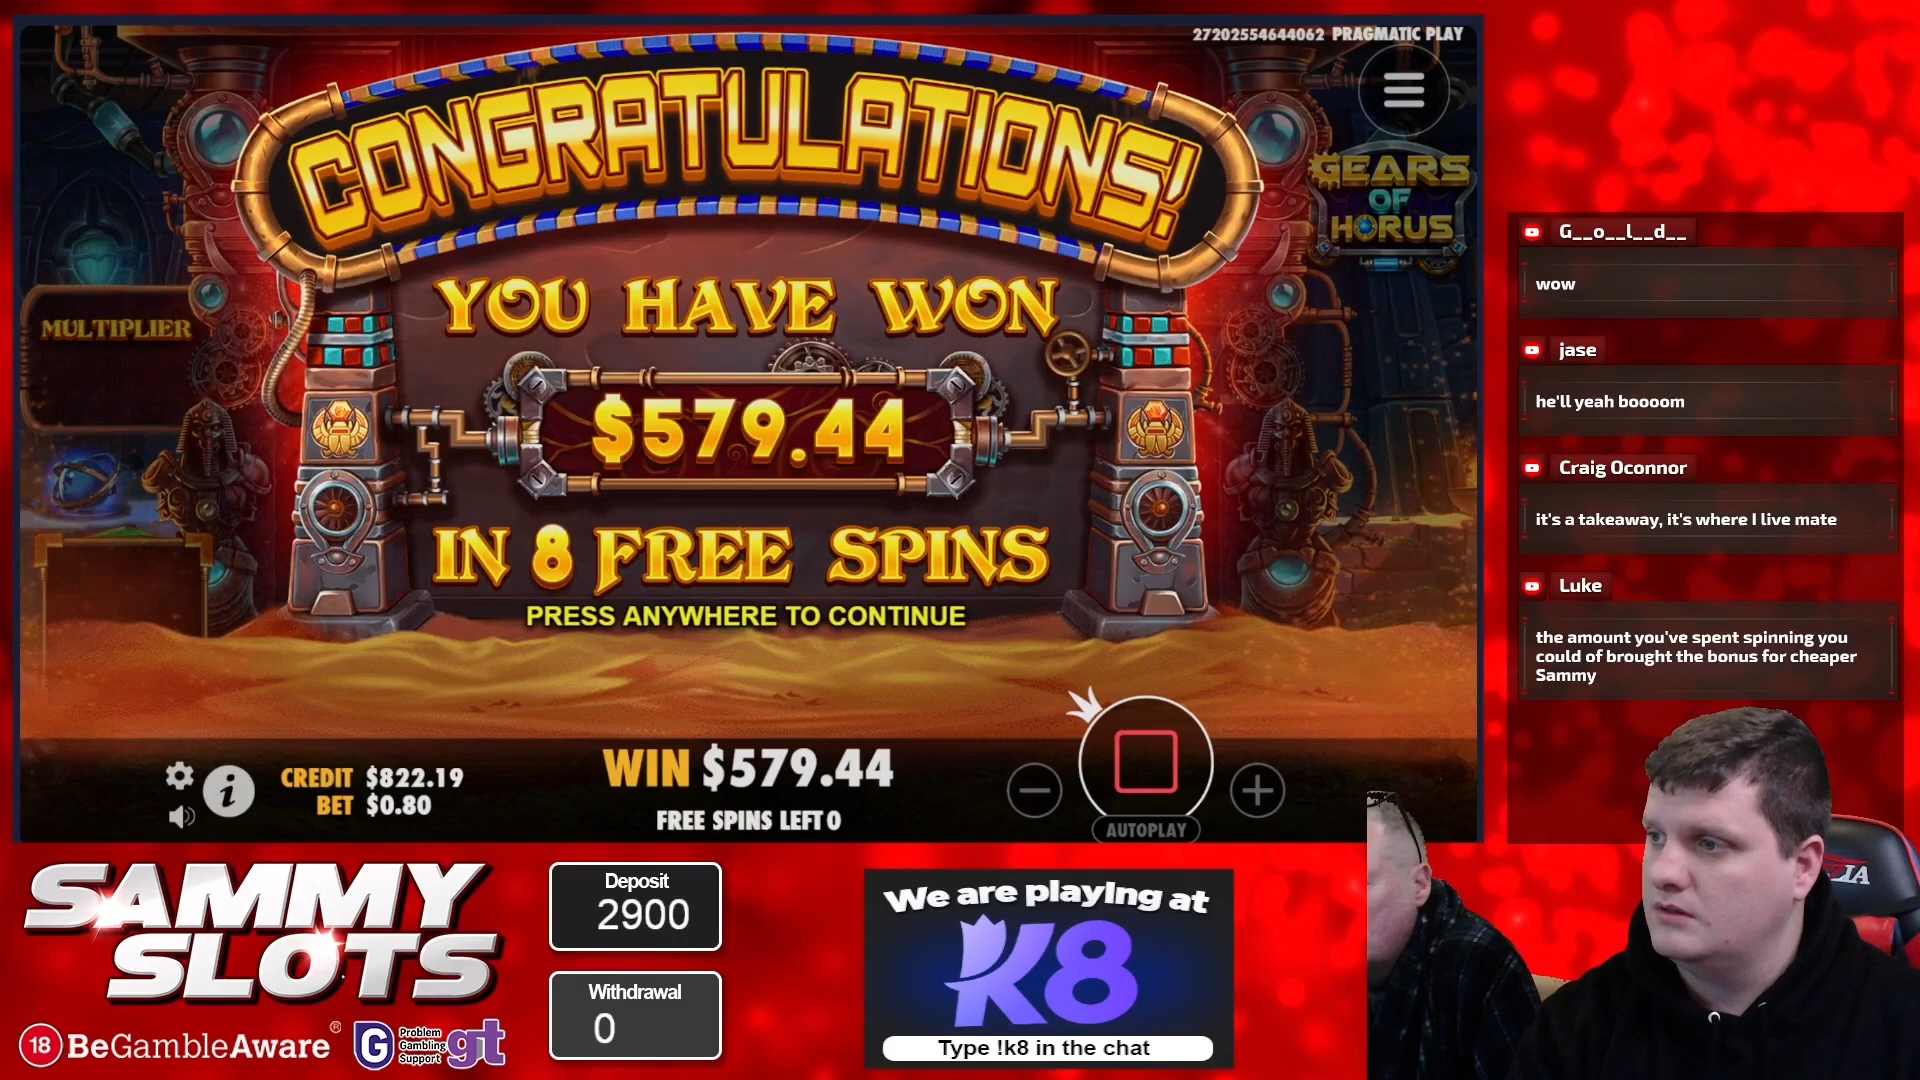 27202554644062 PRAGMATIC PLAY
CONGRATULATIONS!
GEARS
OF
HORUS
YOU HAVE WON
MULTIPLIER
$579.44
IN 8 FREE SPINS
PRESS ANYWHERE TO CONTINUE
CREDIT $822.19
BET $0.80
WIN $579.44
FREE SPINS LEFT 0
AUTOPLAY
G__o__l__d__
wow
jase
he'll yeah boooom
Craig Oconnor
it's a takeaway, it's where I live mate
Luke
the amount you've spent spinning you
could of brought the bonus for cheaper
Sammy
SAMMY
SLOTS
18 BeGambleAware®
G Problem
Gambling
Support
gt
Deposit
2900
Withdrawal
0
We are playing at
K8
Type !k8 in the chat